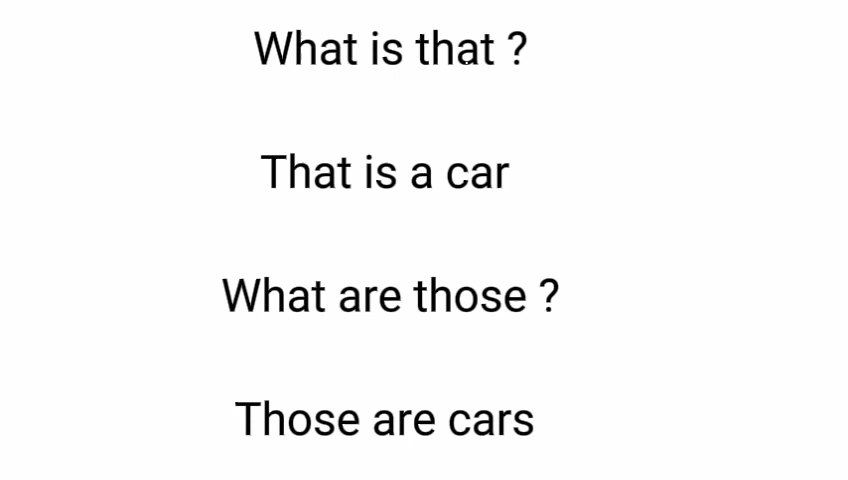 What is that ?
That is a car
What are those ?
Those are cars